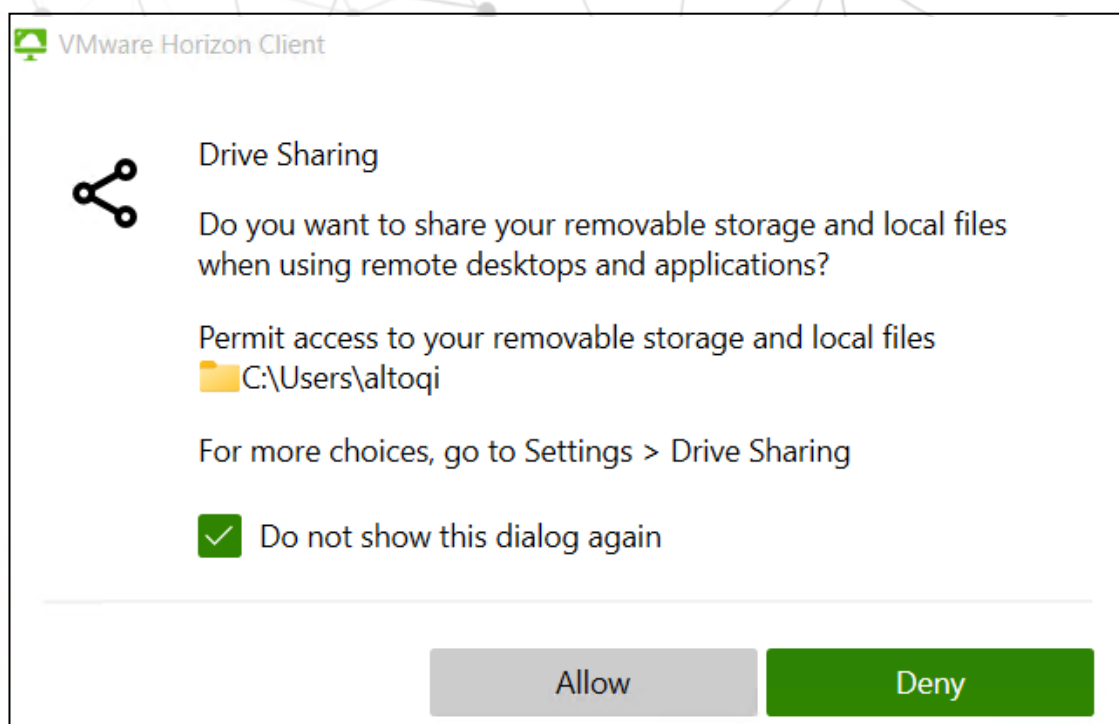 VMware Horizon Client
Drive Sharing
Do you want to share your removable storage and local files
when using remote desktops and applications?
Permit access to your removable storage and local files
C:\Users\altoqi
For more choices, go to Settings > Drive Sharing
Do not show this dialog again
Allow
Deny